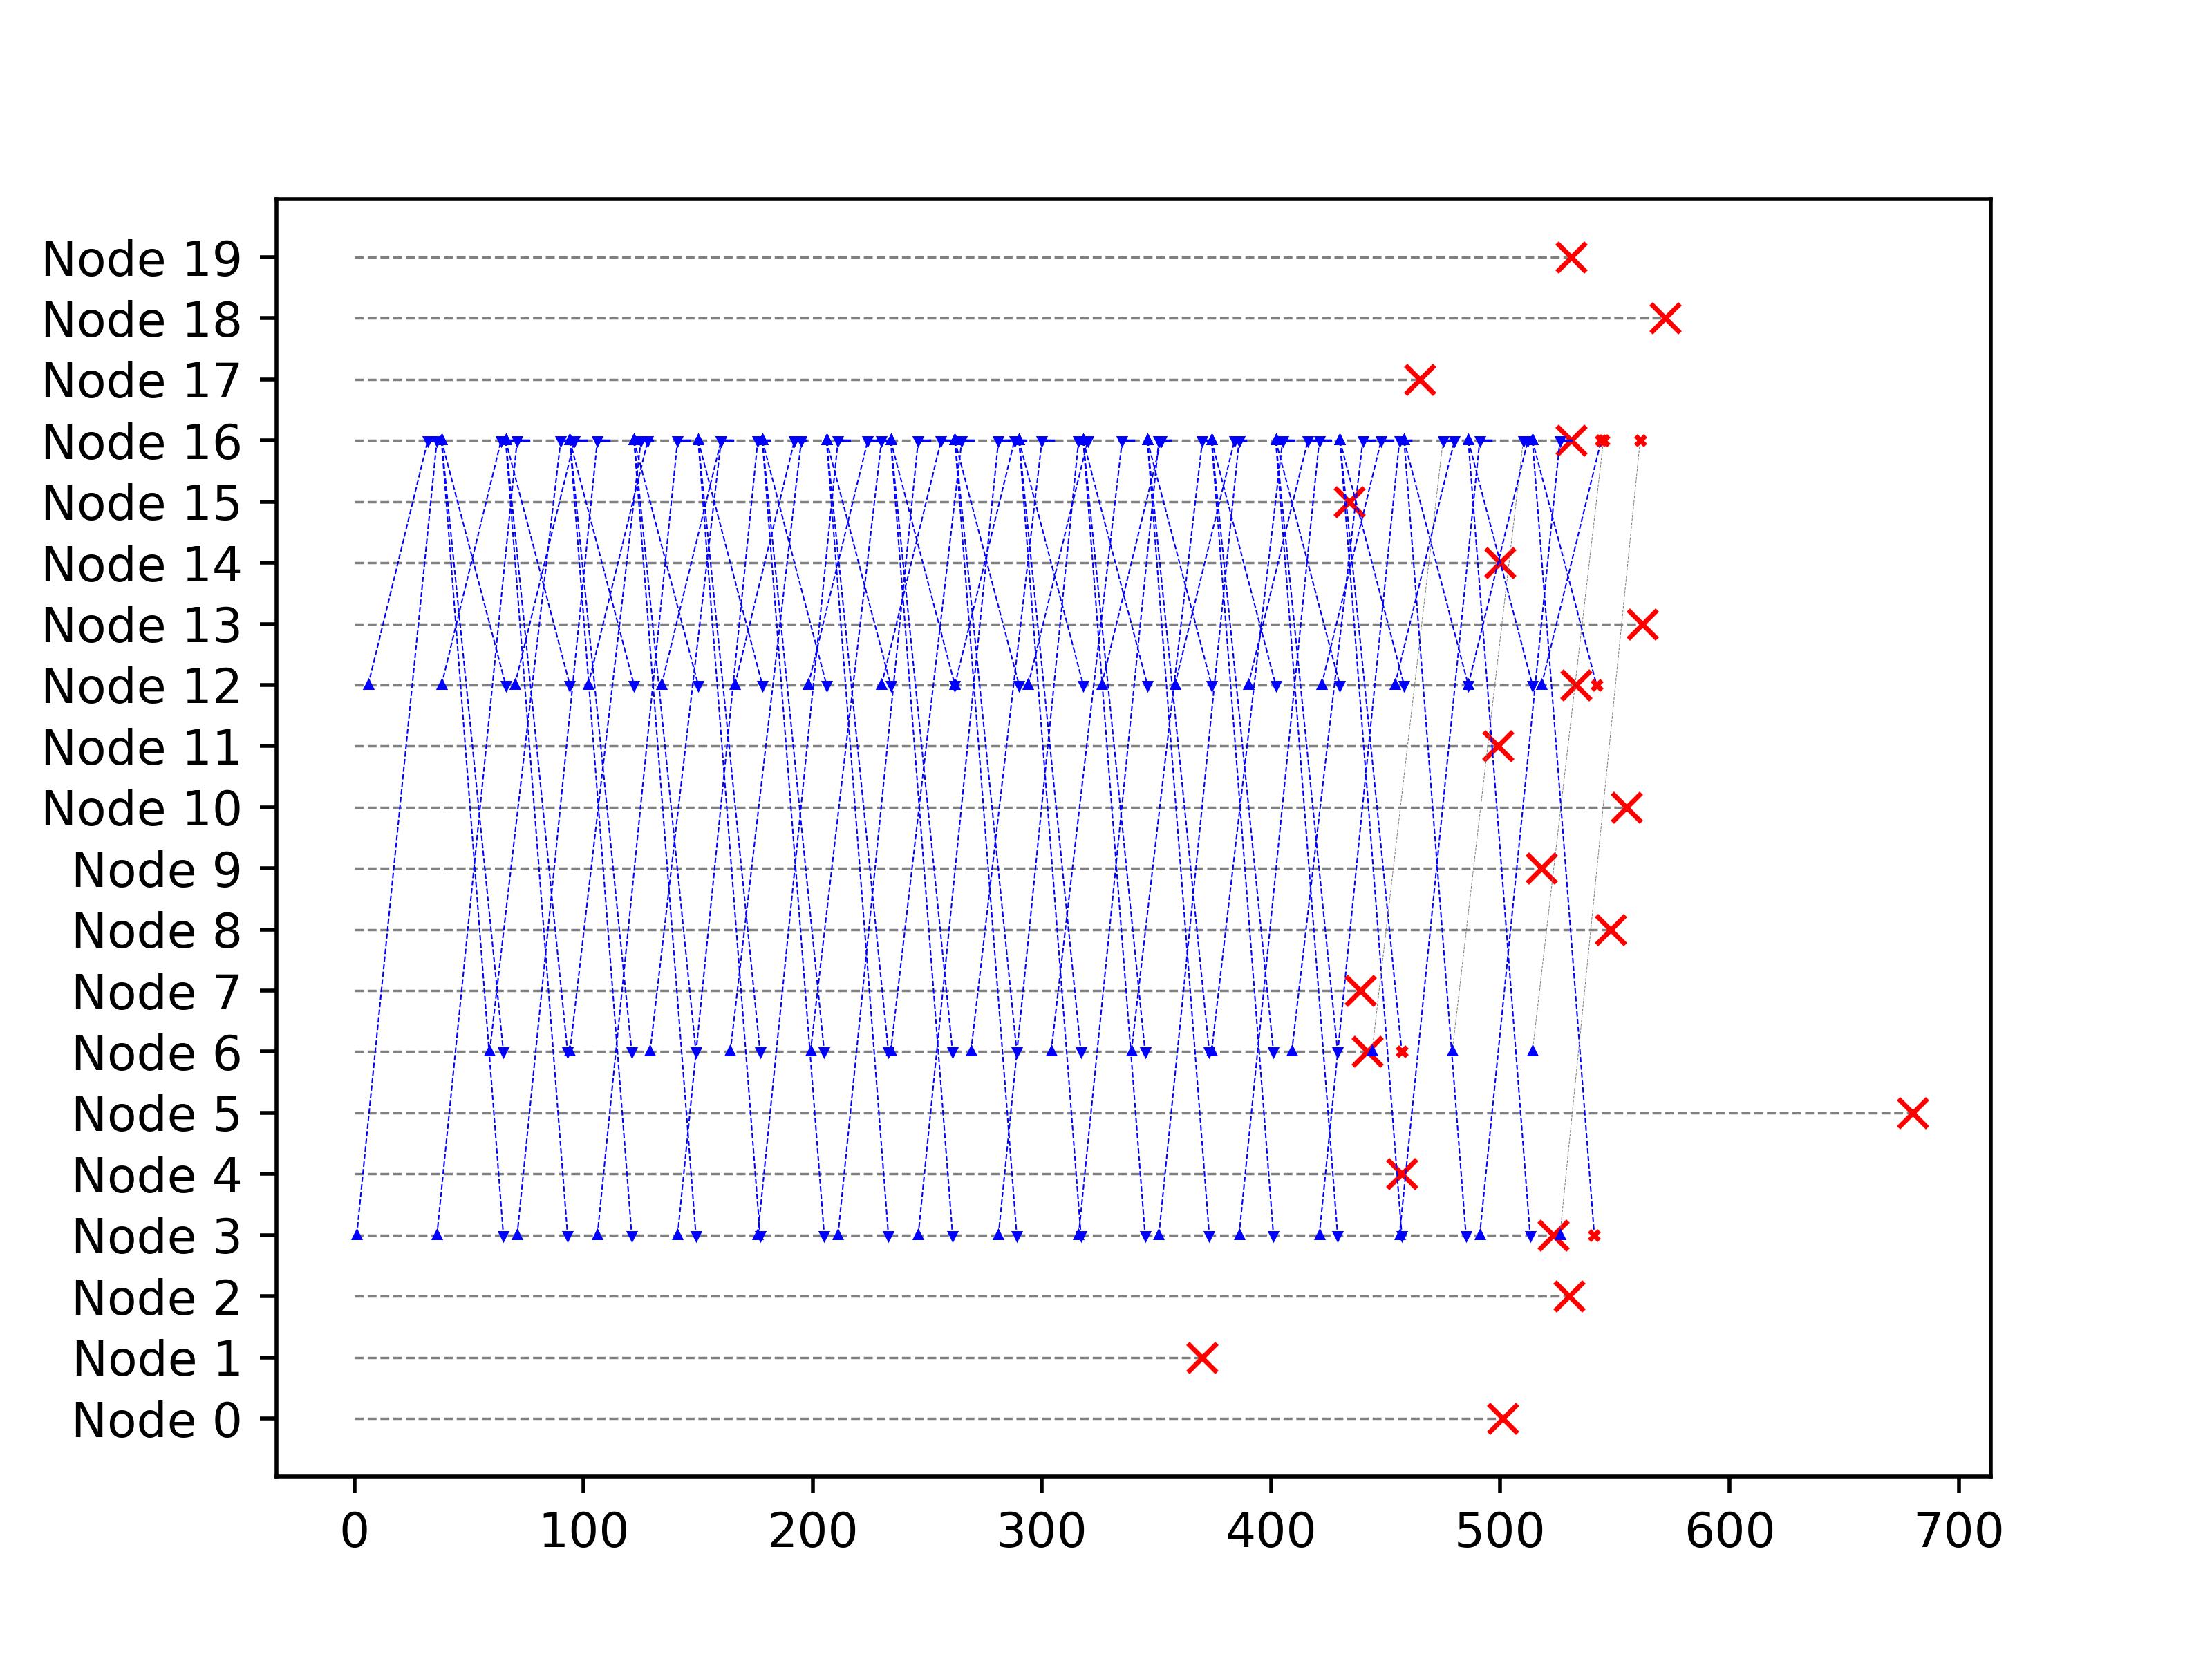 Node 19
Node 18
Node 17
Node 16
Node 15
Node 14
Node 13
Node 12
Node 11
Node 10
Node 9
Node 8
Node 7
Node 6
Node 5
Node 4
Node 3
Node 2
Node 1
Node 0
0 100 200 300 400 500 600 700